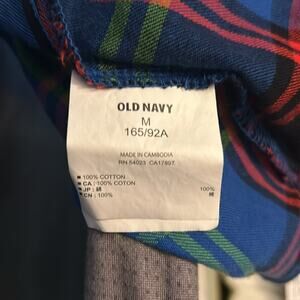 OLD NAVY
M
165/92A
MADE IN CAMBODIA
RN 54023 CA17897
■ 100% COTTON
■ CA : 100% COTON
■ JP : 綿 100%
■ CN : 100% 棉